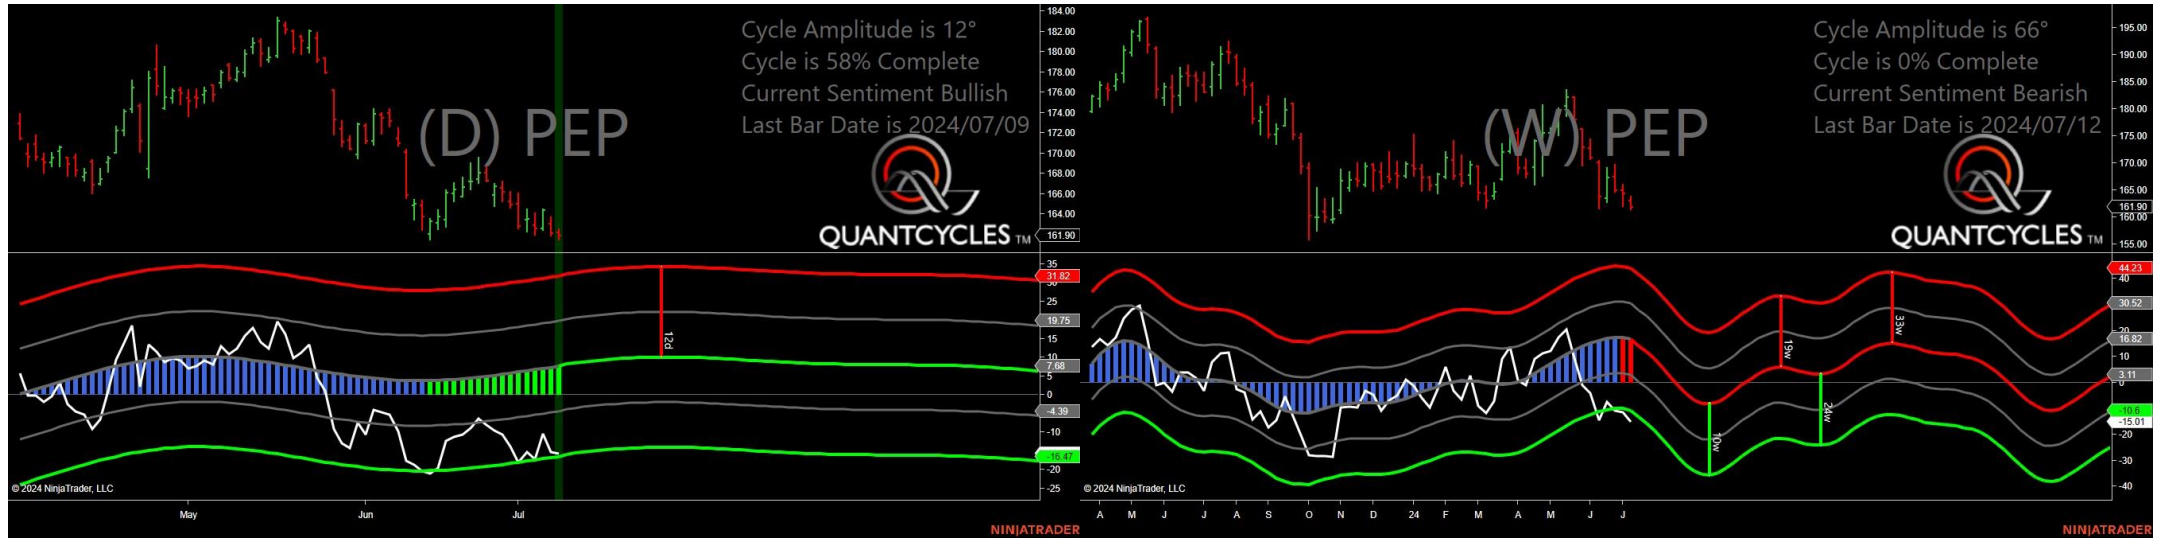 Cycle Amplitude is 12°
Cycle is 58% Complete
Current Sentiment Bullish
Last Bar Date is 2024/07/09
(D) PEP
QUANTCYCLES TM
184.00
182.00
180.00
178.00
176.00
174.00
172.00
170.00
168.00
166.00
164.00
161.90
35
31.82
30
25
19.75
15
10
7.68
5
0
-4.39
-10
-16.47
-20
-25
12d
© 2024 NinjaTrader, LLC
May Jun Jul
NINJATRADER
Cycle Amplitude is 66°
Cycle is 0% Complete
Current Sentiment Bearish
Last Bar Date is 2024/07/12
(W) PEP
QUANTCYCLES TM
195.00
190.00
185.00
180.00
175.00
170.00
165.00
161.90
160.00
155.00
44.23
40
30.52
20
16.82
10
3.11
0
-10.6
-15.01
-20
-30
-40
10w
19w
24w
33w
© 2024 NinjaTrader, LLC
A M J J A S O N D 24 F M A M J J
NINJATRADER